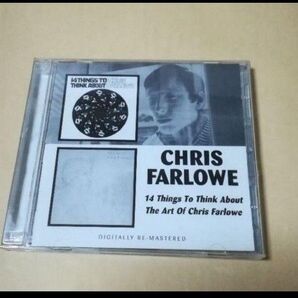 14 THINGS TO
THINK ABOUT
FARLOWE
CHRIS
FARLOWE
14 Things To Think About
The Art Of Chris Farlowe
DIGITALLY RE-MASTERED